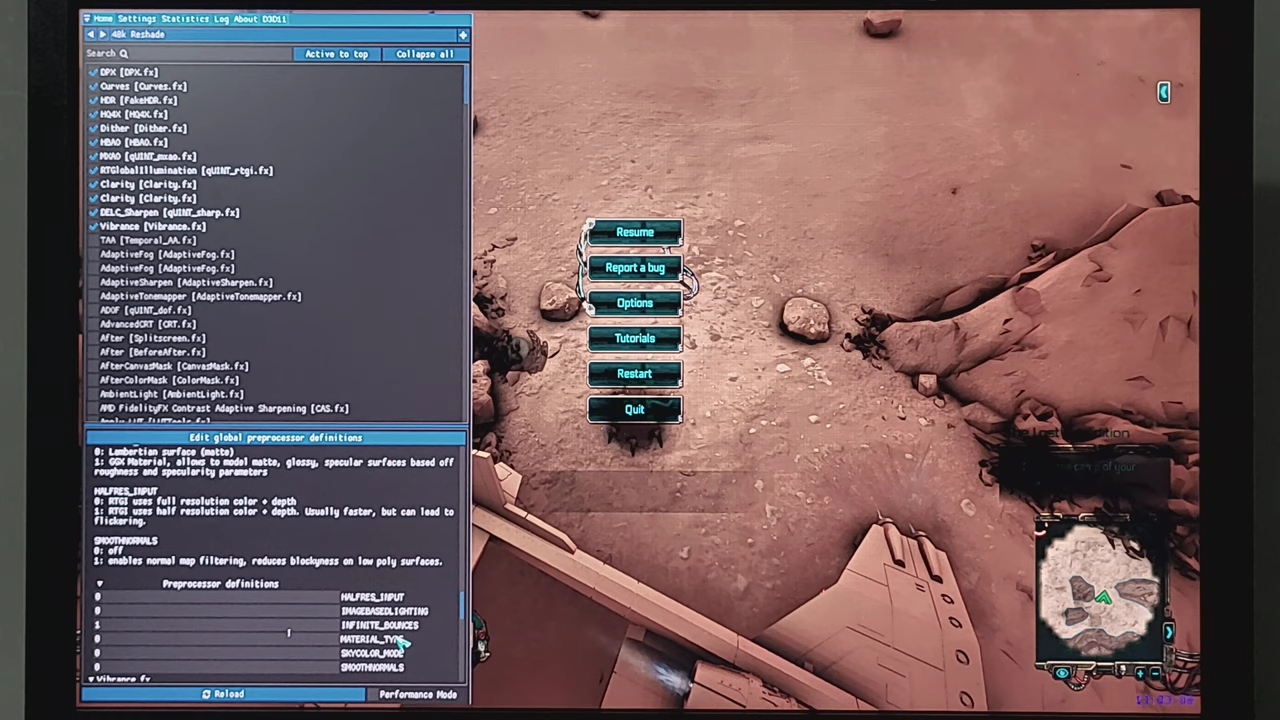 Home Settings Statistics Log About D3D11
48k Reshade
Search
Active to top
Collapse all
DPX [DPX.fx]
Curves [Curves.fx]
HDR [FakeHDR.fx]
HQ4X [HQ4X.fx]
Dither [Dither.fx]
HBAO [HBAO.fx]
MXAO [qUINT_mxao.fx]
RTGlobalIllumination [qUINT_rtgi.fx]
Clarity [Clarity.fx]
Clarity [Clarity.fx]
DELC_Sharpen [qUINT_sharp.fx]
Vibrance [Vibrance.fx]
TAA [Temporal_AA.fx]
AdaptiveFog [AdaptiveFog.fx]
AdaptiveFog [AdaptiveFog.fx]
AdaptiveSharpen [AdaptiveSharpen.fx]
AdaptiveTonemapper [AdaptiveTonemapper.fx]
ADOF [qUINT_dof.fx]
AdvancedCRT [CRT.fx]
After [Splitscreen.fx]
After [BeforeAfter.fx]
AfterCanvasMask [CanvasMask.fx]
AfterColorMask [ColorMask.fx]
AmbientLight [AmbientLight.fx]
AMD FidelityFX Contrast Adaptive Sharpening [CAS.fx]
Edit global preprocessor definitions
0: Lambertian surface (matte)
1: GGX Material, allows to model matte, glossy, specular surfaces based off
roughness and specularity parameters
HALFRES_INPUT
0: RTGI uses full resolution color + depth
1: RTGI uses half resolution color + depth. Usually faster, but can lead to
flickering.
SMOOTHNORMALS
0: off
1: enables normal map filtering, reduces blockyness on low poly surfaces.
Preprocessor definitions
0 HALFRES_INPUT
0 IMAGEBASEDLIGHTING
1 INFINITE_BOUNCES
0 MATERIAL_TYPE
0 SKYCOLOR_MODE
0 SMOOTHNORMALS
Vibrance.fx
Reload
Performance Mode
Resume
Report a bug
Options
Tutorials
Restart
Quit
of your